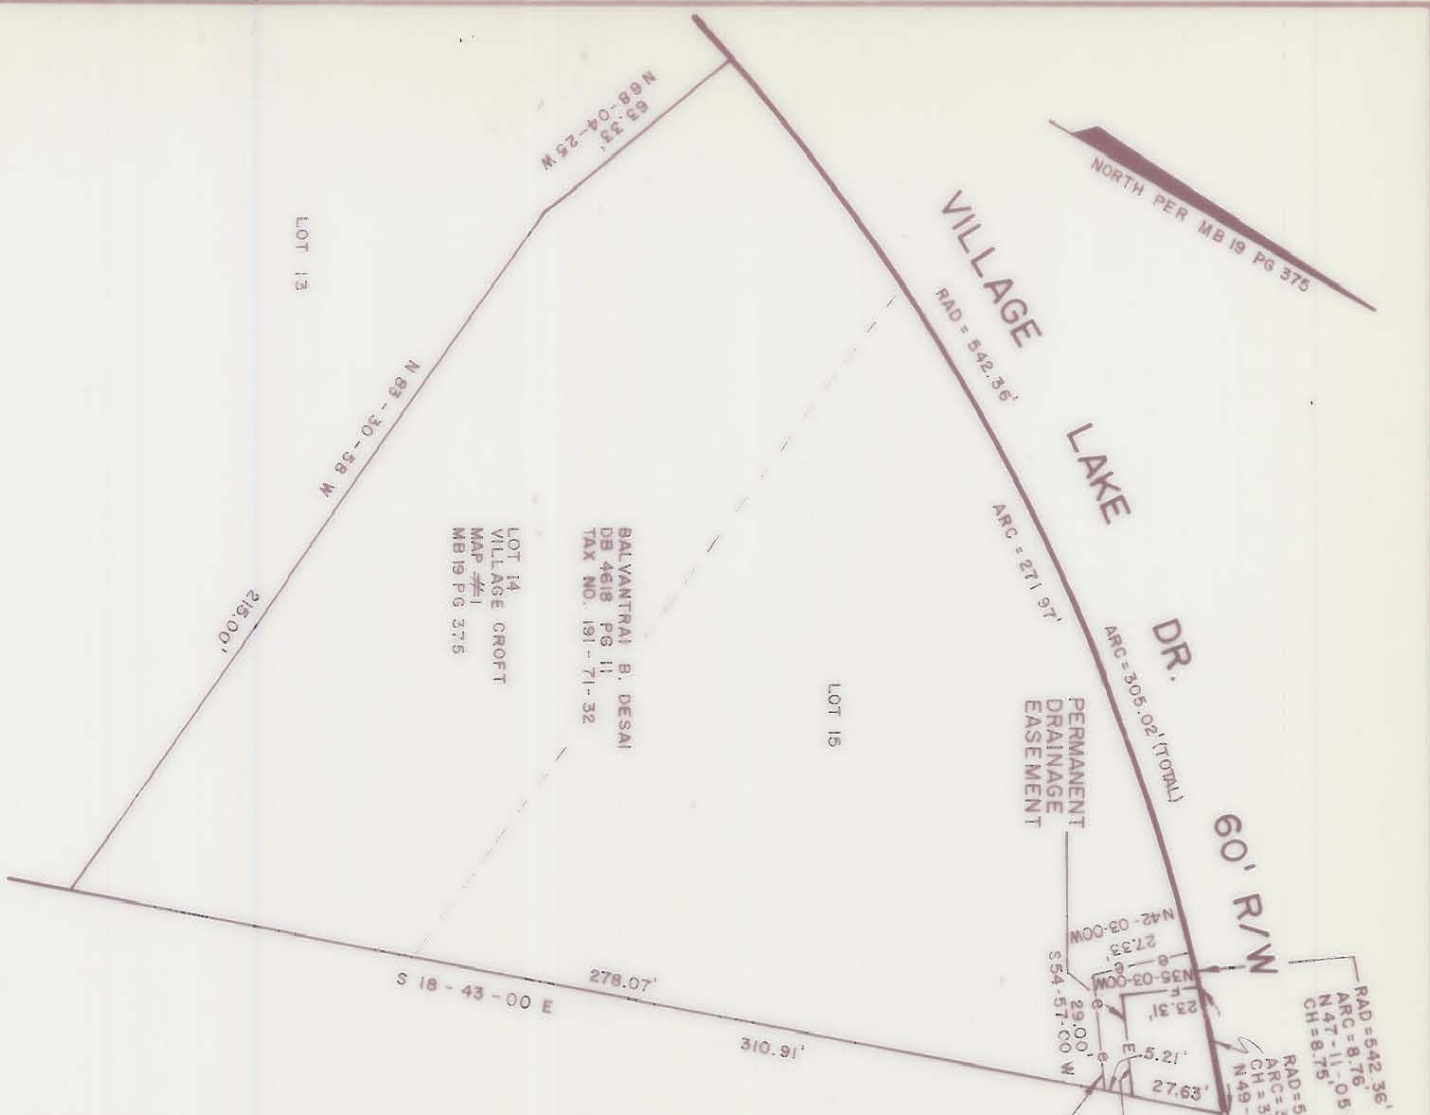 NORTH PER MB 19 PG 375
VILLAGE LAKE DR. 60' R/W
RAD = 542.36'
ARC = 271.97'
ARC = 305.02' (TOTAL)
N 68-04-25 W
63.33'
LOT 13
N 83-30-58 W
215.00'
LOT 14
VILLAGE CROFT
MAP #1
MB 19 PG 375
BALVANTRAI B. DESAI
DB 4618 PG 11
TAX NO. 191-71-32
LOT 15
PERMANENT
DRAINAGE
EASEMENT
S 18-43-00 E
278.07'
310.91'
N42-03-00W
27.33'
e
e
N35-03-00W
F
23.31'
e
e
E
29.00'
S54-57-00 W
5.21'
27.63'
RAD=542.36'
ARC=8.76'
N47-11-05
CH=8.75'